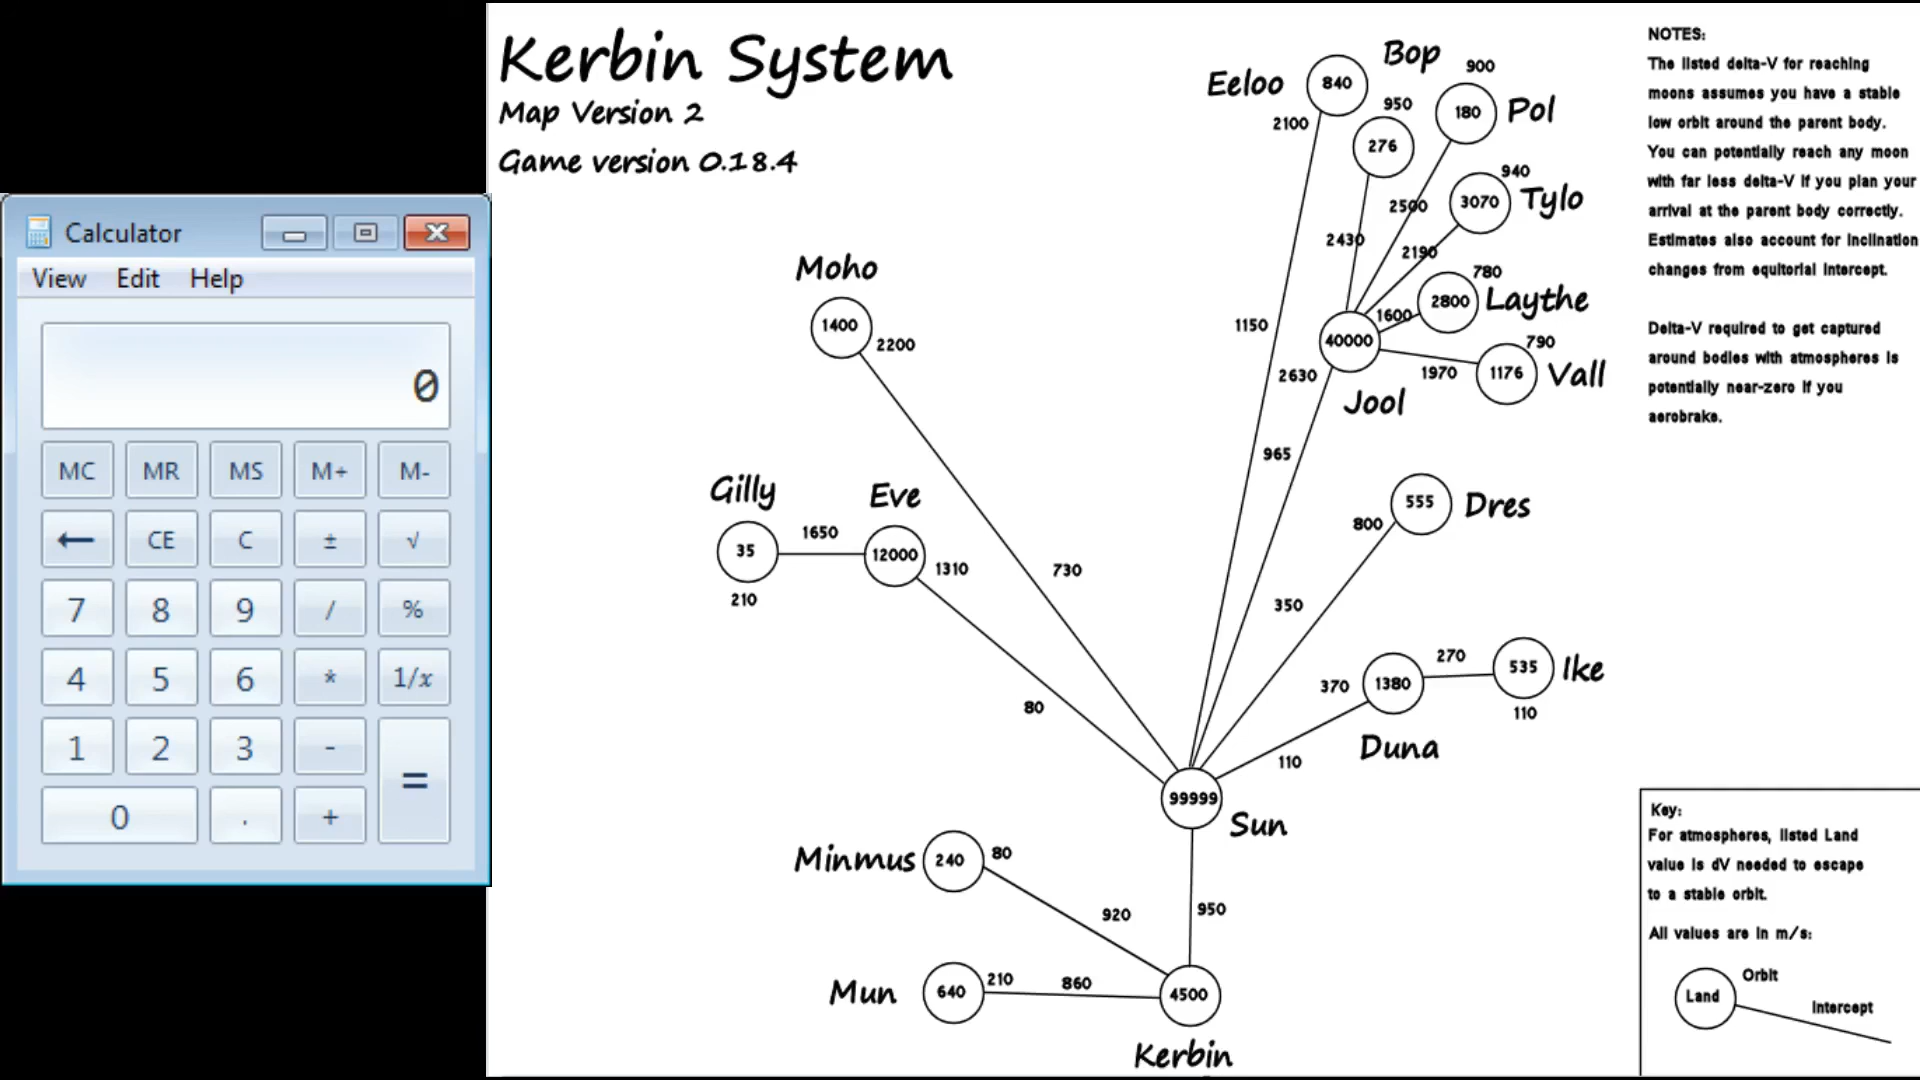 Calculator
View Edit Help
0
MC MR MS M+ M-
← CE C ± √
7 8 9 / %
4 5 6 * 1/x
1 2 3 - =
0 . +
Kerbin System
Map Version 2
Game version 0.18.4
Eeloo
840
2100
1150
Bop
950
276
2430
900
180
Pol
2500
940
3070
Tylo
2190
780
2800
Laythe
1600
790
1176
Vall
1970
40000
Jool
2630
965
Moho
1400
2200
730
Gilly
35
210
1650
Eve
12000
1310
80
555
Dres
800
350
370
1380
Duna
110
270
535
Ike
110
99999
Sun
950
Minmus
240
80
920
Mun
640
210
860
4500
Kerbin
NOTES:
The listed delta-V for reaching
moons assumes you have a stable
low orbit around the parent body.
You can potentially reach any moon
with far less delta-V if you plan your
arrival at the parent body correctly.
Estimates also account for inclination
changes from equitorial intercept.
Delta-V required to get captured
around bodies with atmospheres is
potentially near-zero if you
aerobrake.
Key:
For atmospheres, listed Land
value is dV needed to escape
to a stable orbit.
All values are in m/s:
Land
Orbit
Intercept